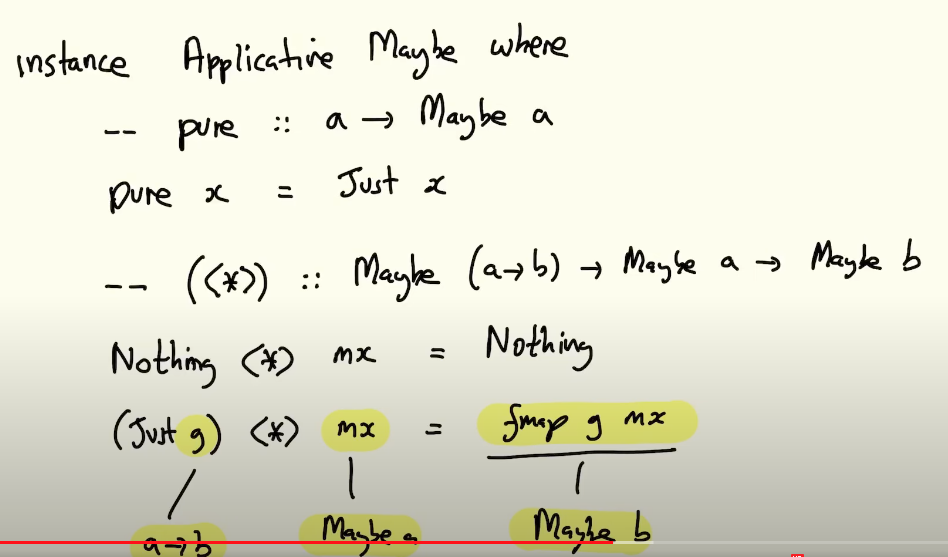 instance Applicative Maybe where
-- pure :: a → Maybe a
pure x = Just x
-- (<*>) :: Maybe (a→b) → Maybe a → Maybe b
Nothing <*> mx = Nothing
(Just g) <*> mx = fmap g mx
a→b Maybe a Maybe b